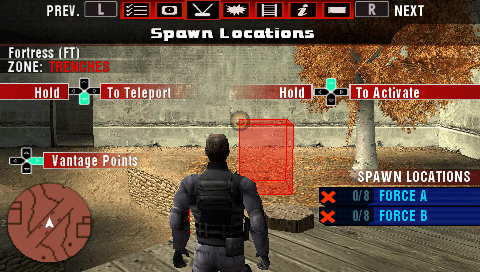 PREV. L R NEXT
Spawn Locations
Fortress (FT)
ZONE: TRENCHES
Hold To Teleport Hold To Activate
Vantage Points
SPAWN LOCATIONS
0/8 FORCE A
0/8 FORCE B